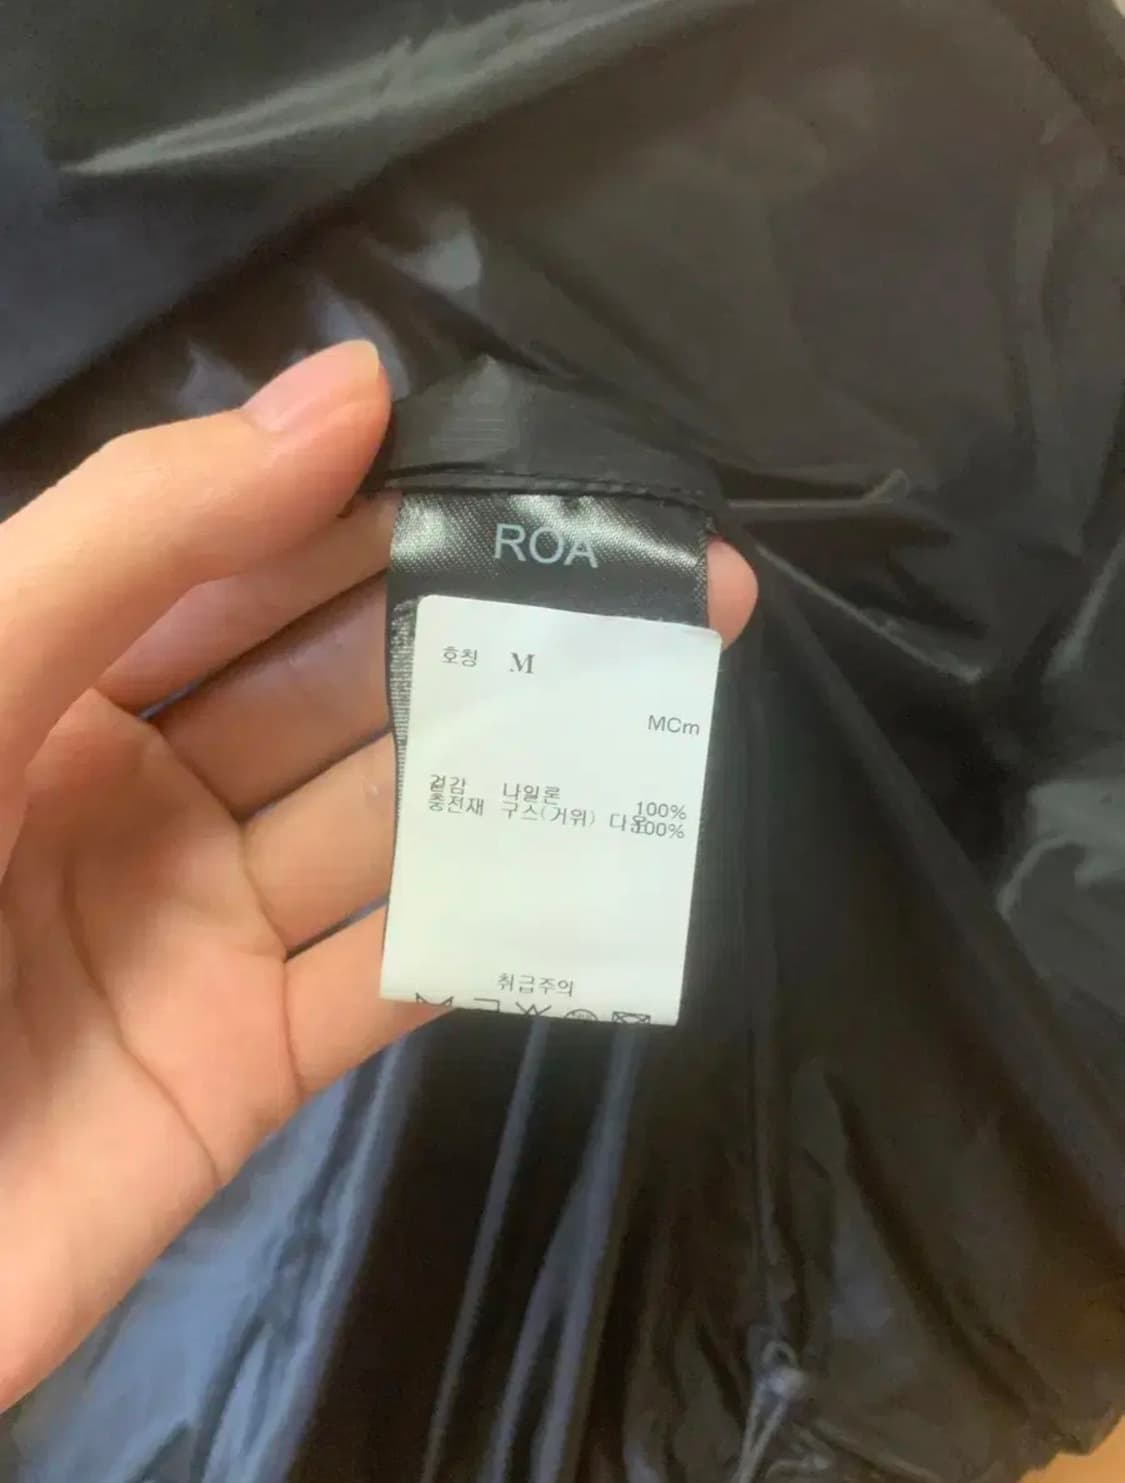 ROA
호칭 M
MCm
겉감 나일론 100%
충전재 구스(거위) 다운 100%
취급주의